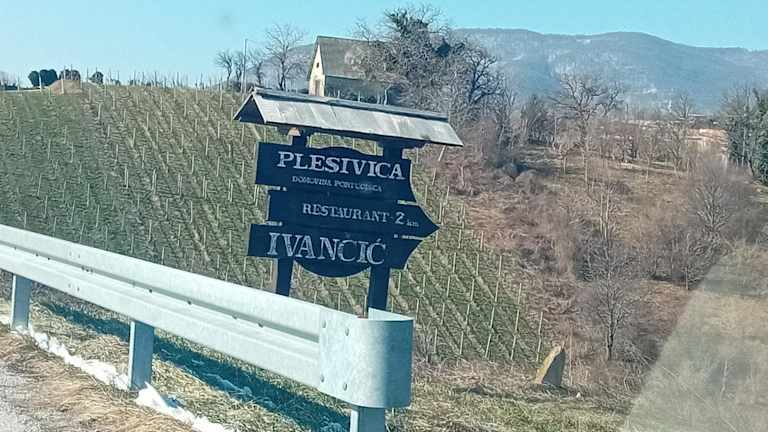 PLEŠIVICA
DOMOVINA PORTUGISCA
RESTAURANT - 2 km
IVANČIĆ